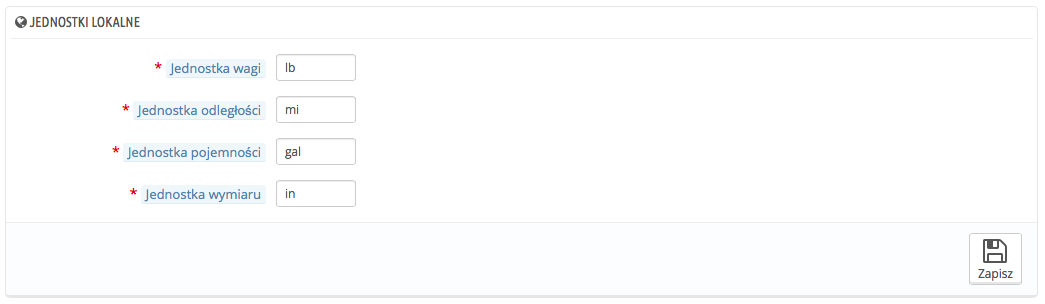 JEDNOSTKI LOKALNE
* Jednostka wagi lb
* Jednostka odległości mi
* Jednostka pojemności gal
* Jednostka wymiaru in
Zapisz